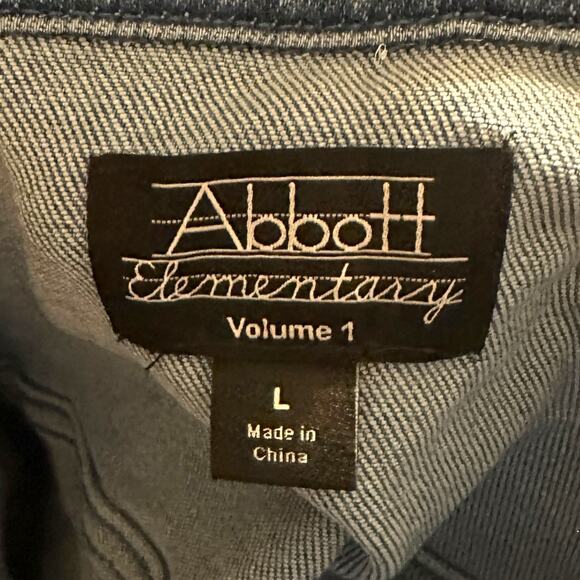 Abbott
Elementary
Volume 1
L
Made in
China